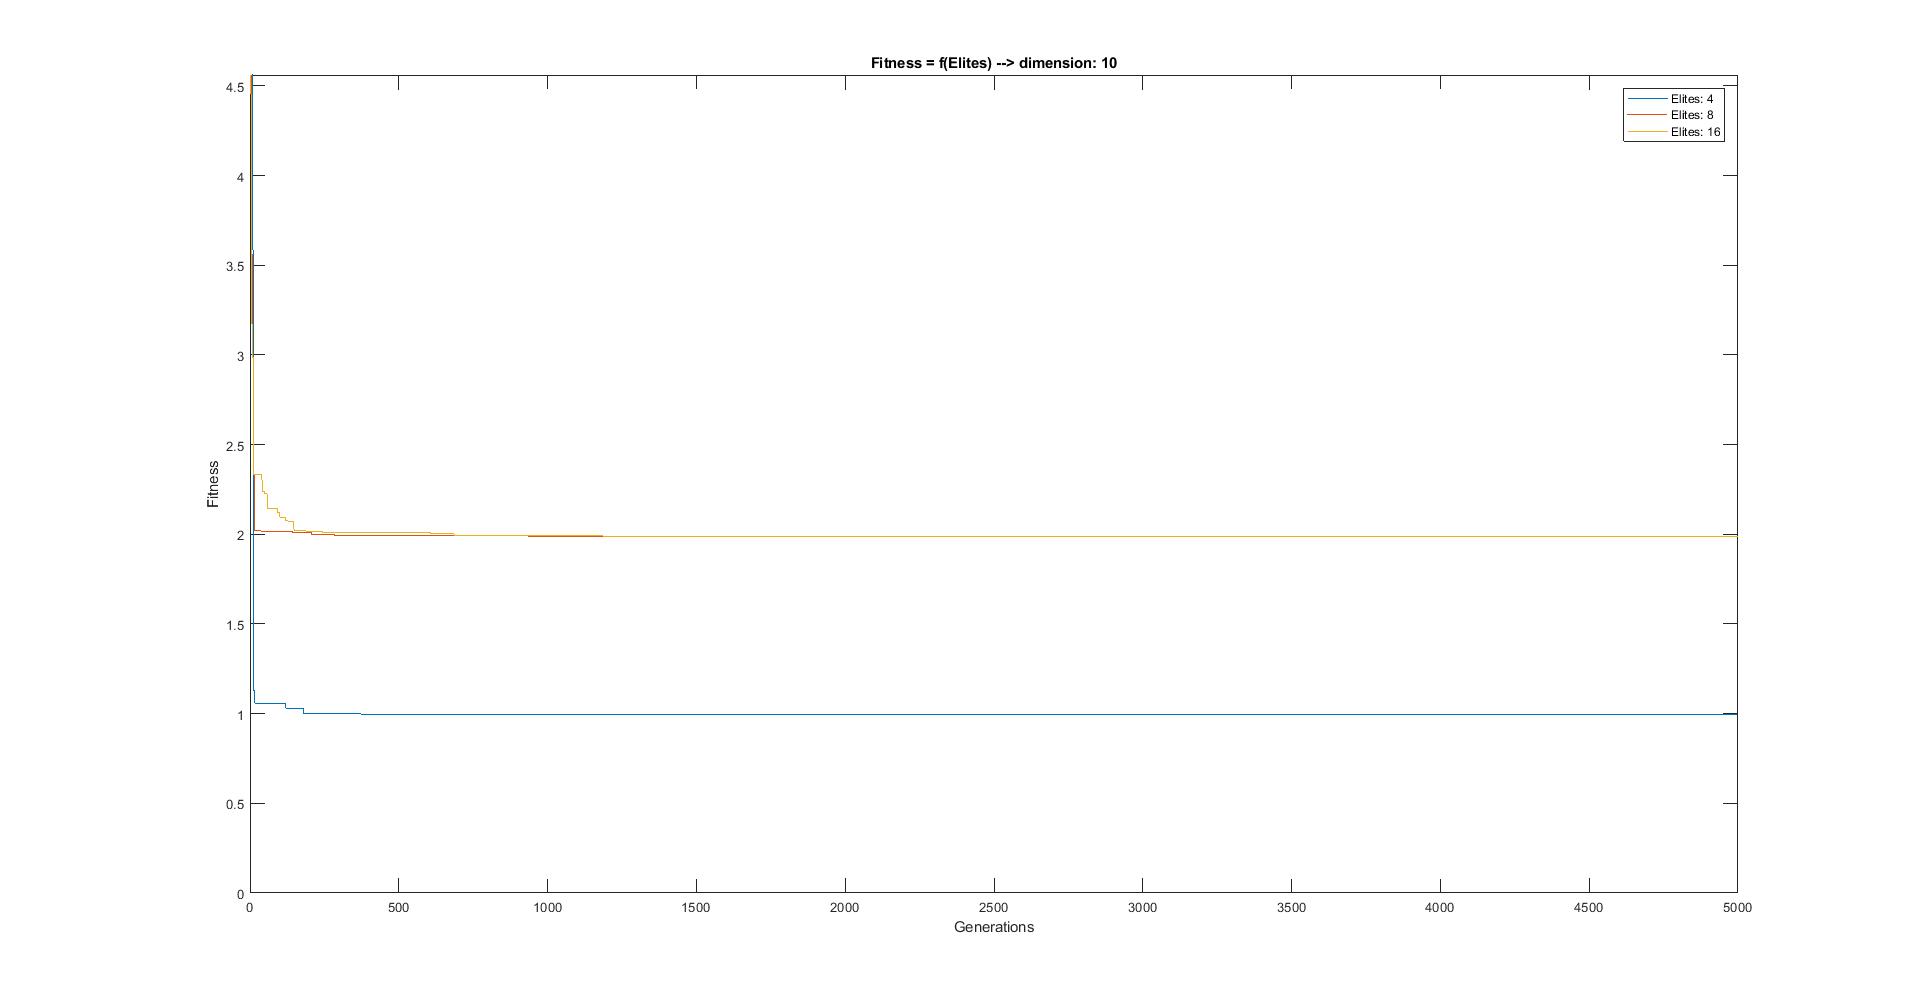 Fitness = f(Elites) --> dimension: 10
Elites: 4
Elites: 8
Elites: 16
Fitness
4.5
4
3.5
3
2.5
2
1.5
1
0.5
0
0 500 1000 1500 2000 2500 3000 3500 4000 4500 5000
Generations